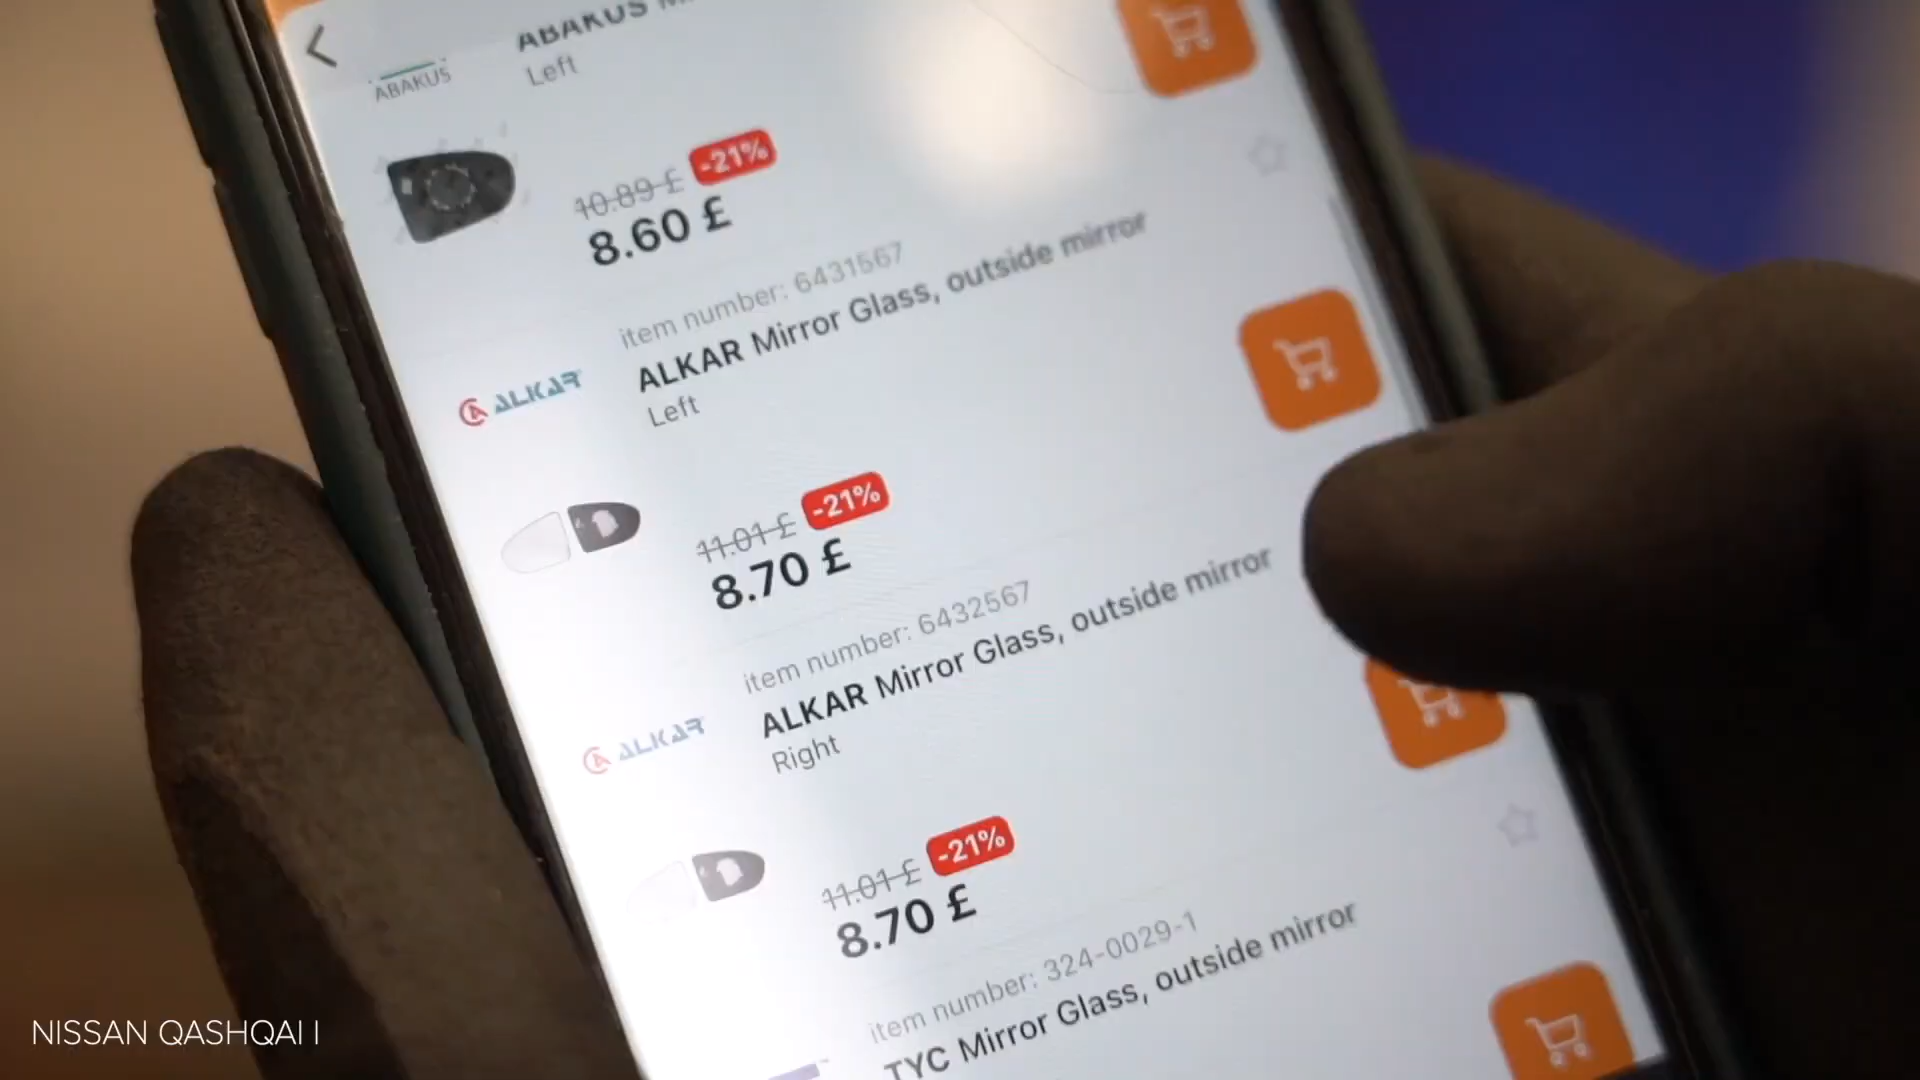 ABAKUS
Left
ABAKUS
10.89 £ -21%
8.60 £
item number: 6431567
ALKAR Mirror Glass, outside mirror
Left
ALKAR
11.01 £ -21%
8.70 £
item number: 6432567
ALKAR Mirror Glass, outside mirror
Right
ALKAR
11.01 £ -21%
8.70 £
item number: 324-0029-1
TYC Mirror Glass, outside mirror
NISSAN QASHQAI I